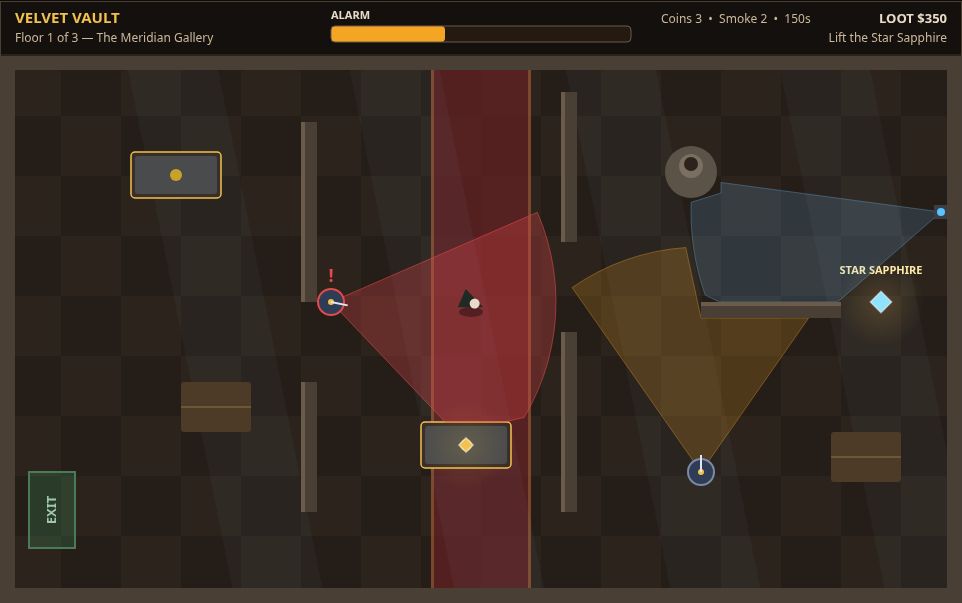 VELVET VAULT
Floor 1 of 3 — The Meridian Gallery
ALARM
Coins 3 • Smoke 2 • 150s
LOOT $350
Lift the Star Sapphire
!
STAR SAPPHIRE
EXIT